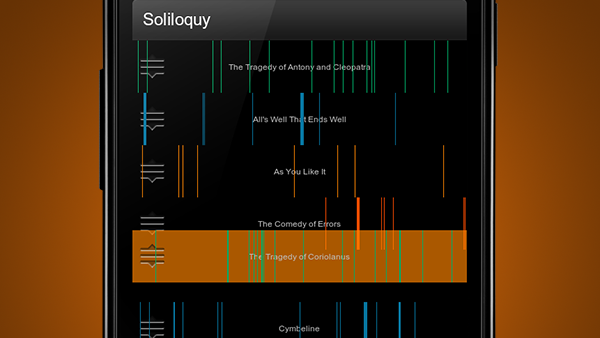 Soliloquy
The Tragedy of Antony and Cleopatra
All's Well That Ends Well
As You Like It
The Comedy of Errors
The Tragedy of Coriolanus
Cymbeline